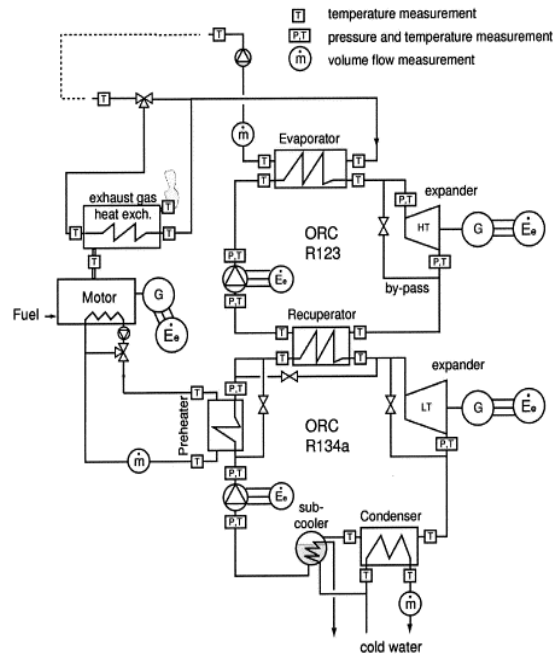 T temperature measurement
P,T pressure and temperature measurement
ṁ volume flow measurement
T
T
ṁ
Evaporator
T T
T T
exhaust gas
T
heat exch.
T T
T
P,T
expander
HT
G
Ėe
P,T
by-pass
ORC
R123
P,T
Ėe
P,T
Motor
G
Ėe
Fuel
Recuperator
T T
T T
P,T
expander
LT
G
Ėe
P,T
Preheater
T
T
ṁ
ORC
R134a
P,T
Ėe
P,T
sub-
cooler
Condenser
T T
T T
ṁ
cold water